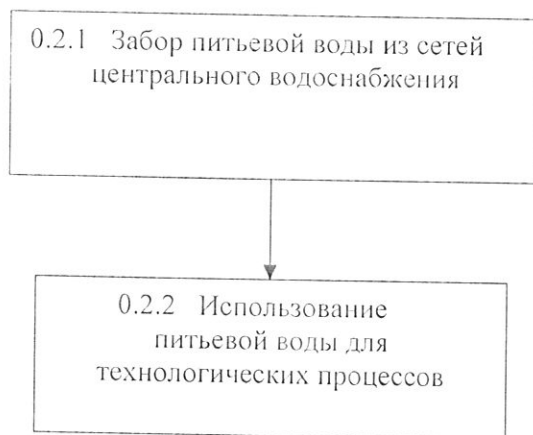 0.2.1 Забор питьевой воды из сетей
центрального водоснабжения
0.2.2 Использование
питьевой воды для
технологических процессов